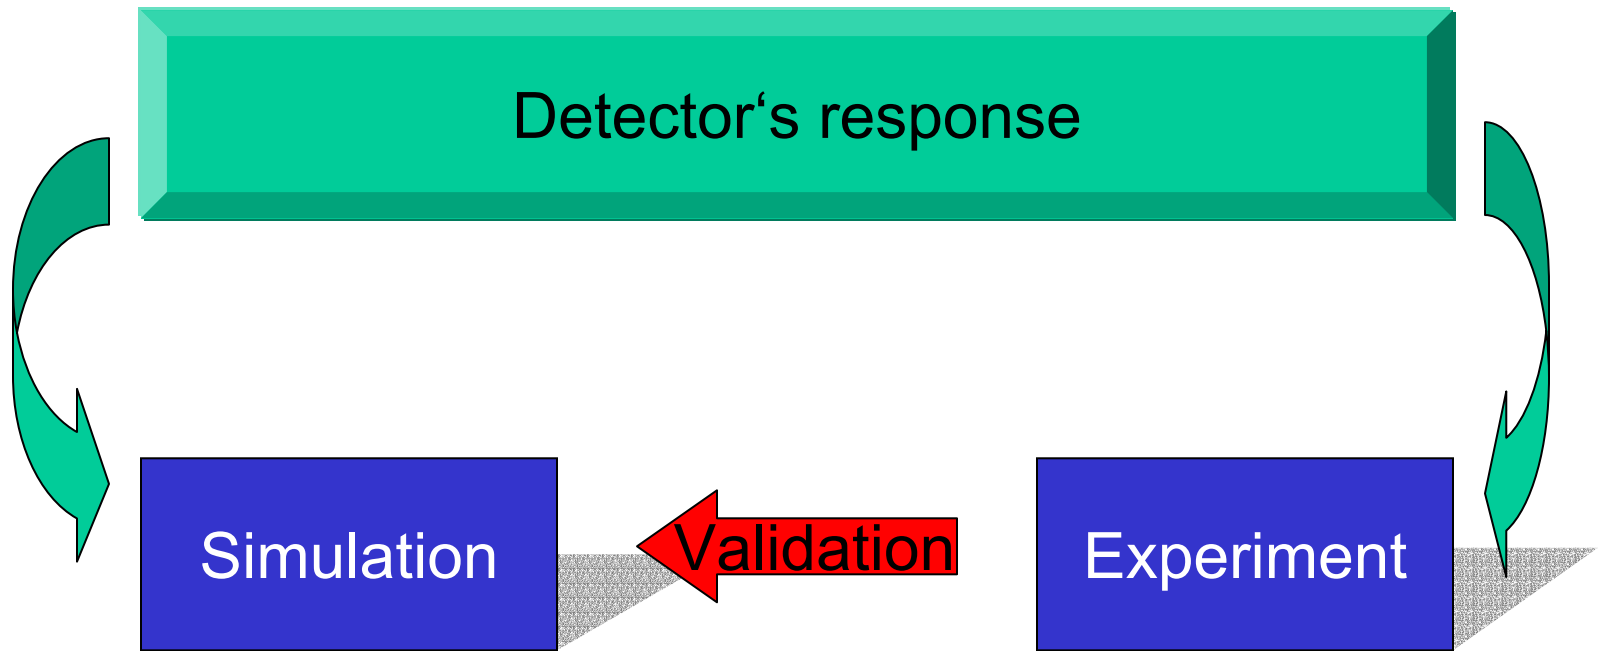 Detector‘s response
Simulation
Validation
Experiment